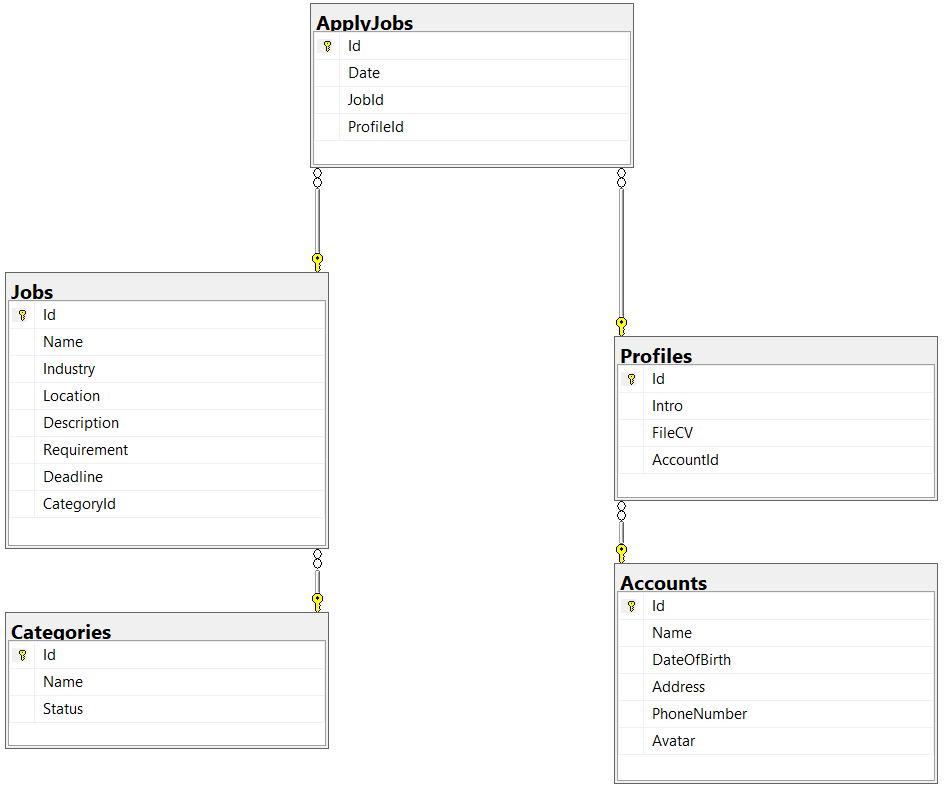 ApplyJobs
Id
Date
JobId
ProfileId
Jobs
Id
Name
Industry
Location
Description
Requirement
Deadline
CategoryId
Profiles
Id
Intro
FileCV
AccountId
Categories
Id
Name
Status
Accounts
Id
Name
DateOfBirth
Address
PhoneNumber
Avatar